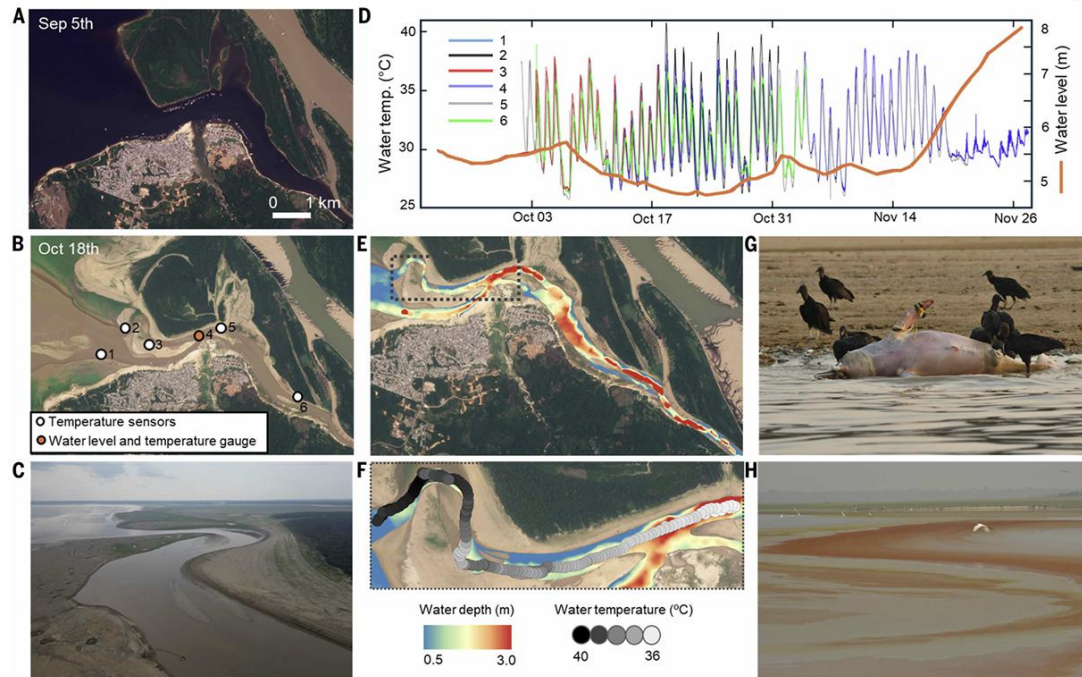 A
Sep 5th
0 1 km
B
Oct 18th
1
2
3
4
5
6
Temperature sensors
Water level and temperature gauge
C
D
Water temp. (°C)
40
35
30
25
1
2
3
4
5
6
Oct 03
Oct 17
Oct 31
Nov 14
Nov 26
8
7
6
5
Water level (m)
E
F
Water depth (m)
0.5 3.0
Water temperature (ºC)
40 36
G
H